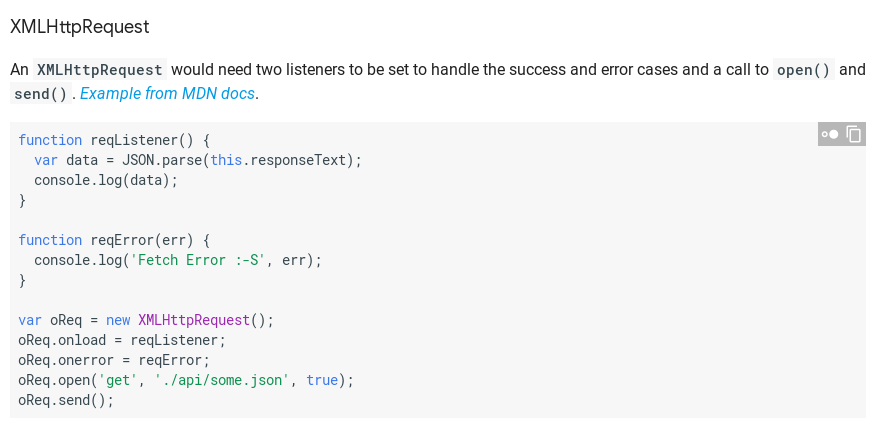 XMLHttpRequest
An XMLHttpRequest would need two listeners to be set to handle the success and error cases and a call to open() and
send() . Example from MDN docs.
function reqListener() {
  var data = JSON.parse(this.responseText);
  console.log(data);
}

function reqError(err) {
  console.log('Fetch Error :-S', err);
}

var oReq = new XMLHttpRequest();
oReq.onload = reqListener;
oReq.onerror = reqError;
oReq.open('get', './api/some.json', true);
oReq.send();